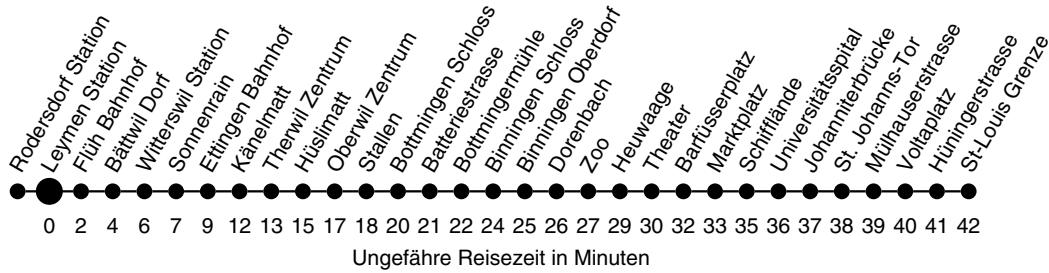 Rodersdorf Station
Leymen Station
Flüh Bahnhof
Bättwil Dorf
Witterswil Station
Sonnenrain
Ettingen Bahnhof
Känelmatt
Therwil Zentrum
Hüslimatt
Oberwil Zentrum
Stallen
Bottmingen Schloss
Batteriestrasse
Bottmingermühle
Binningen Schloss
Binningen Oberdorf
Dorenbach
Zoo
Heuwaage
Theater
Barfüsserplatz
Marktplatz
Schifflände
Universitätsspital
Johanniterbrücke
St. Johanns-Tor
Mülhauserstrasse
Voltaplatz
Hüningerstrasse
St-Louis Grenze
0 2 4 6 7 9 12 13 15 17 18 20 21 22 24 25 26 27 29 30 32 33 35 36 37 38 39 40 41 42
Ungefähre Reisezeit in Minuten